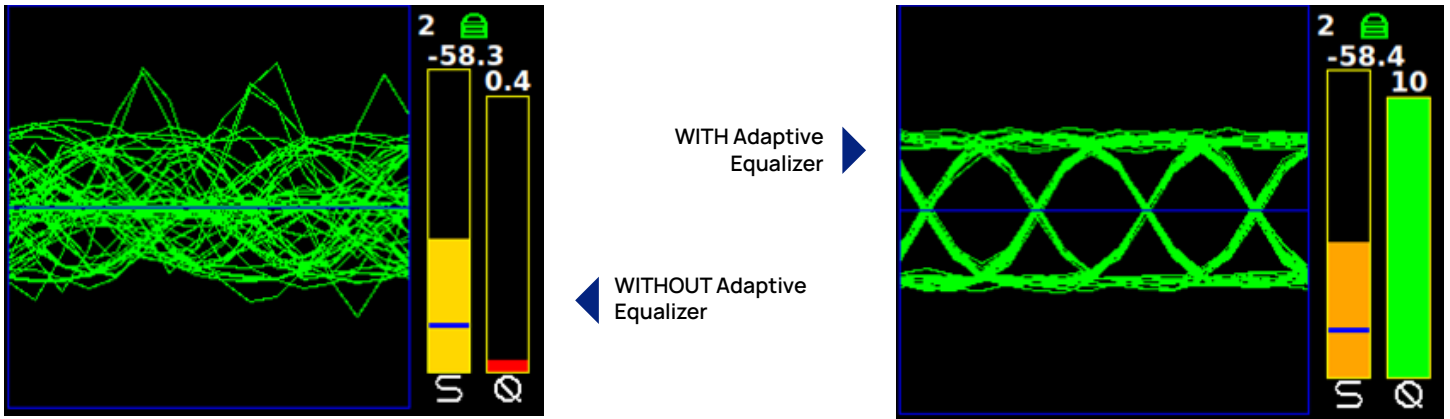 2
-58.3
0.4
S
Q
WITH Adaptive
Equalizer
WITHOUT Adaptive
Equalizer
2
-58.4
10
S
Q